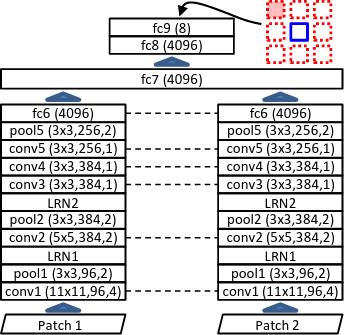 fc9 (8)
fc8 (4096)
fc7 (4096)
fc6 (4096)
pool5 (3x3,256,2)
conv5 (3x3,256,1)
conv4 (3x3,384,1)
conv3 (3x3,384,1)
LRN2
pool2 (3x3,384,2)
conv2 (5x5,384,2)
LRN1
pool1 (3x3,96,2)
conv1 (11x11,96,4)
Patch 1
fc6 (4096)
pool5 (3x3,256,2)
conv5 (3x3,256,1)
conv4 (3x3,384,1)
conv3 (3x3,384,1)
LRN2
pool2 (3x3,384,2)
conv2 (5x5,384,2)
LRN1
pool1 (3x3,96,2)
conv1 (11x11,96,4)
Patch 2